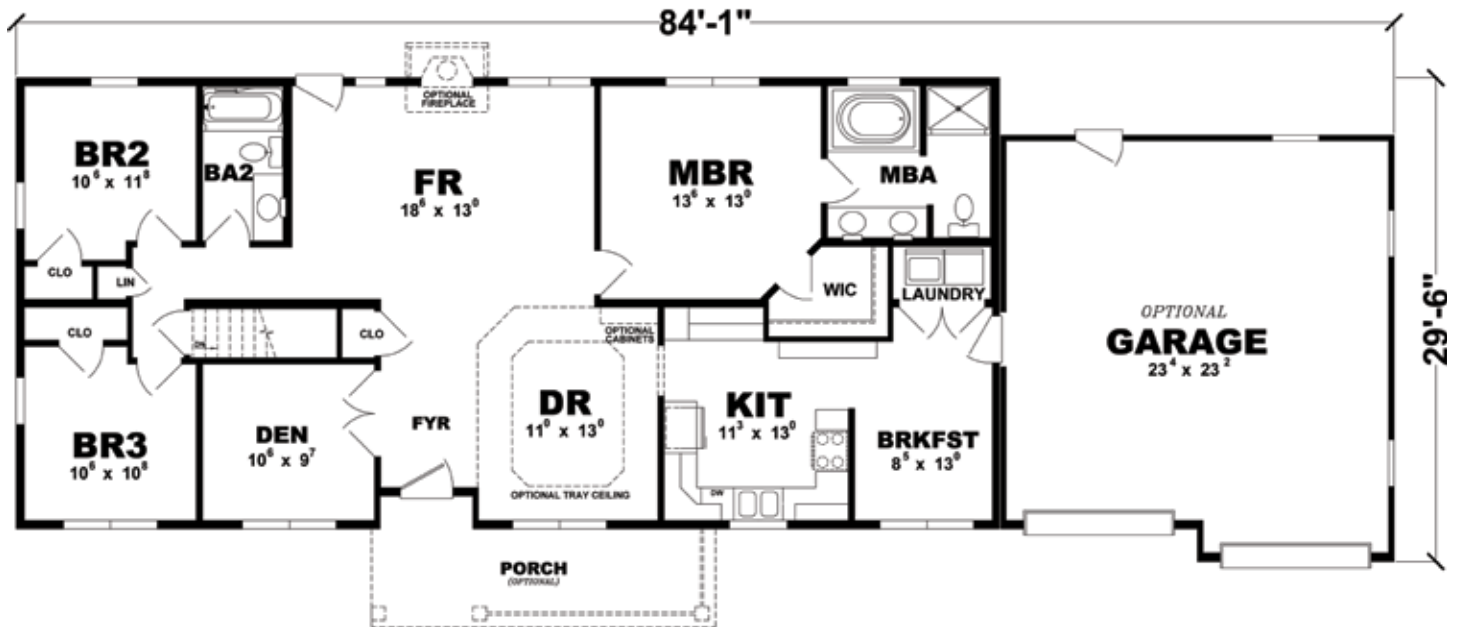 84'-1"
OPTIONAL
FIREPLACE
BR2
10⁶ x 11⁸
BA2
FR
18⁶ x 13⁰
MBR
13⁶ x 13⁰
MBA
CLO
LIN
WIC
LAUNDRY
CLO
DN
CLO
OPTIONAL
CABINETS
OPTIONAL
GARAGE
23⁴ x 23²
29'-6"
BR3
10⁶ x 10⁸
DEN
10⁶ x 9⁷
FYR
DR
11⁰ x 13⁰
KIT
11³ x 13⁰
BRKFST
8⁵ x 13⁰
OPTIONAL TRAY CEILING
DW
PORCH
(OPTIONAL)